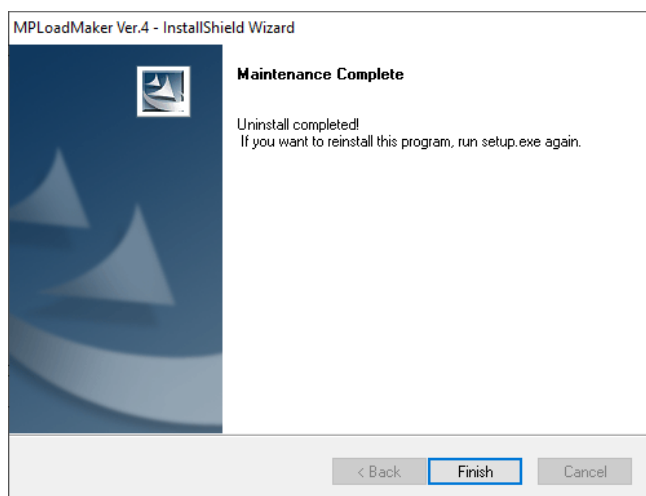 MPLoadMaker Ver.4 - InstallShield Wizard
Maintenance Complete
Uninstall completed!
If you want to reinstall this program, run setup.exe again.
< Back
Finish
Cancel